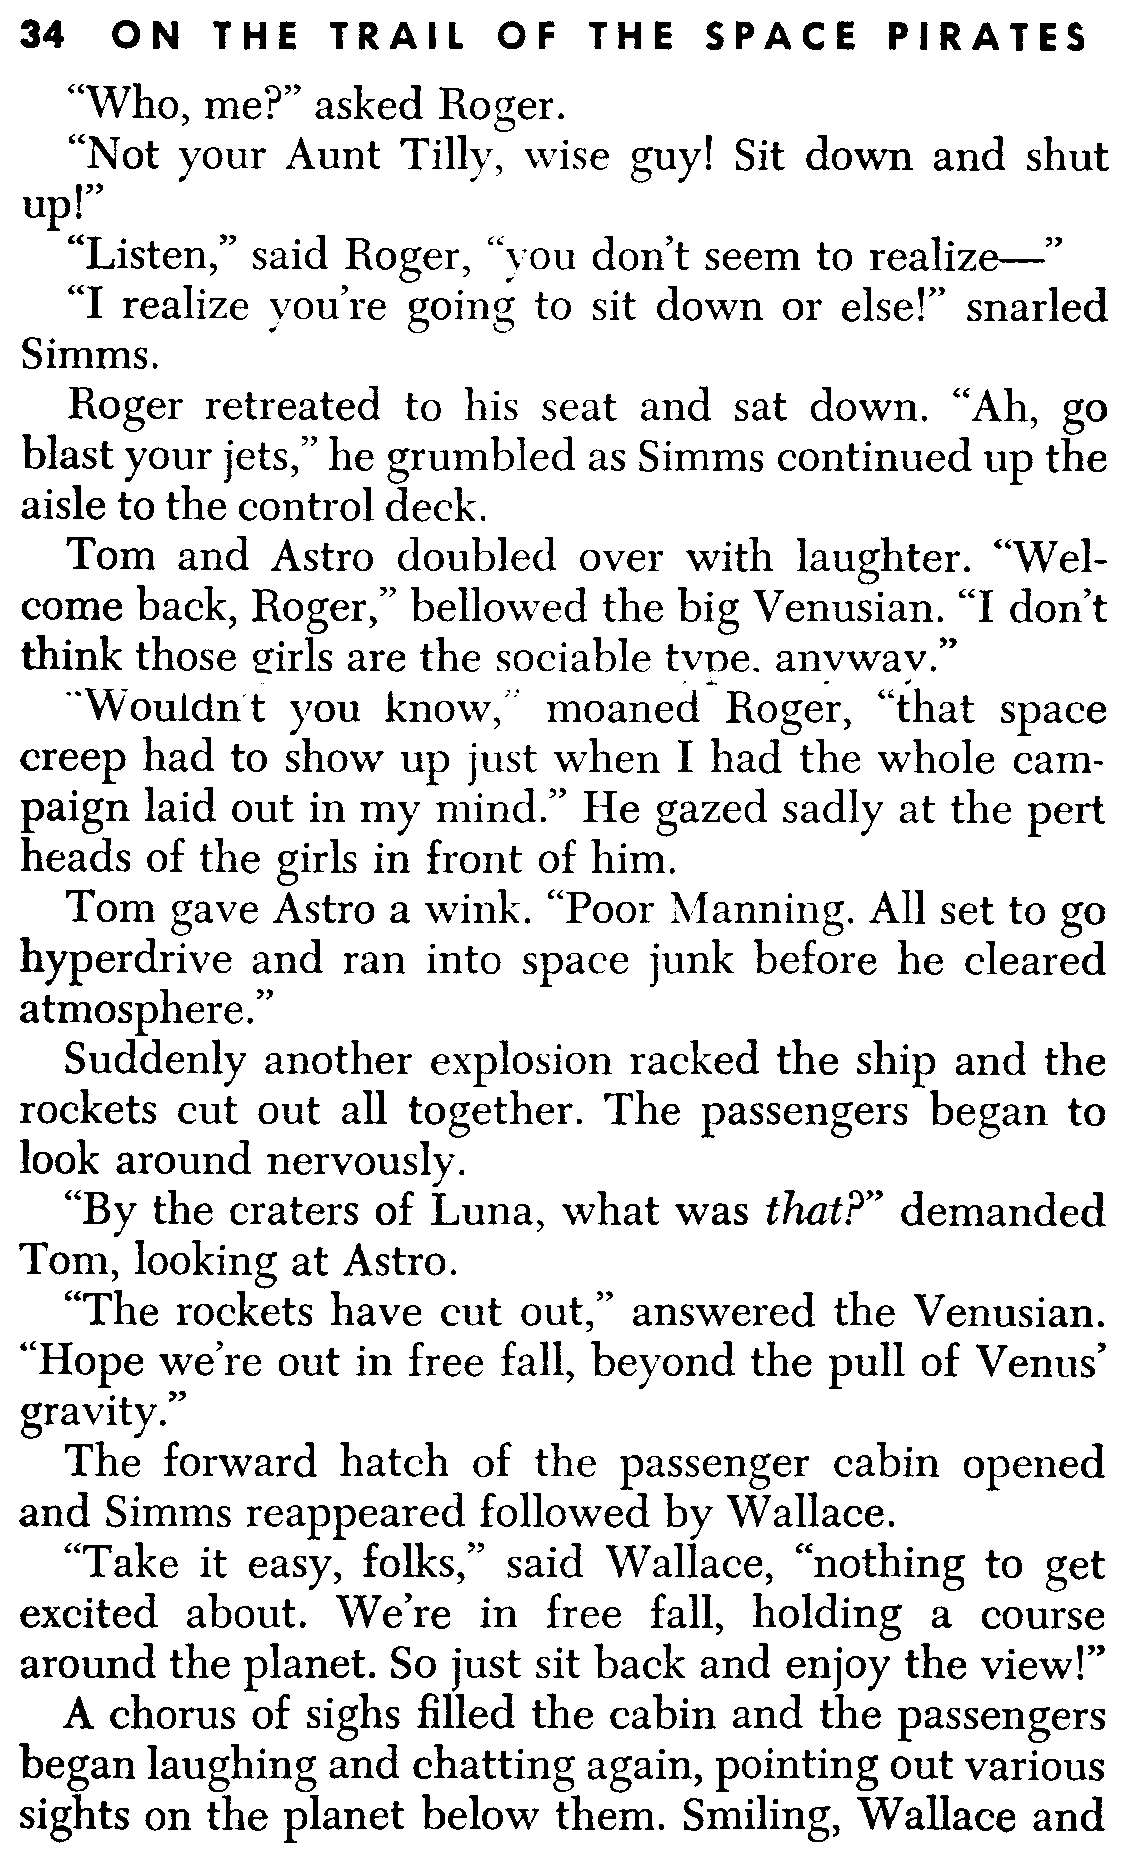 34 ON THE TRAIL OF THE SPACE PIRATES
“Who, me?” asked Roger.
“Not your Aunt Tilly, wise guy! Sit down and shut
up!”
“Listen,” said Roger, “you don’t seem to realize—”
“I realize you’re going to sit down or else!” snarled
Simms.
Roger retreated to his seat and sat down. “Ah, go
blast your jets,” he grumbled as Simms continued up the
aisle to the control deck.
Tom and Astro doubled over with laughter. “Wel-
come back, Roger,” bellowed the big Venusian. “I don’t
think those girls are the sociable type, anyway.”
“Wouldn’t you know,” moaned Roger, “that space
creep had to show up just when I had the whole cam-
paign laid out in my mind.” He gazed sadly at the pert
heads of the girls in front of him.
Tom gave Astro a wink. “Poor Manning. All set to go
hyperdrive and ran into space junk before he cleared
atmosphere.”
Suddenly another explosion racked the ship and the
rockets cut out all together. The passengers began to
look around nervously.
“By the craters of Luna, what was that?” demanded
Tom, looking at Astro.
“The rockets have cut out,” answered the Venusian.
“Hope we’re out in free fall, beyond the pull of Venus’
gravity.”
The forward hatch of the passenger cabin opened
and Simms reappeared followed by Wallace.
“Take it easy, folks,” said Wallace, “nothing to get
excited about. We’re in free fall, holding a course
around the planet. So just sit back and enjoy the view!”
A chorus of sighs filled the cabin and the passengers
began laughing and chatting again, pointing out various
sights on the planet below them. Smiling, Wallace and